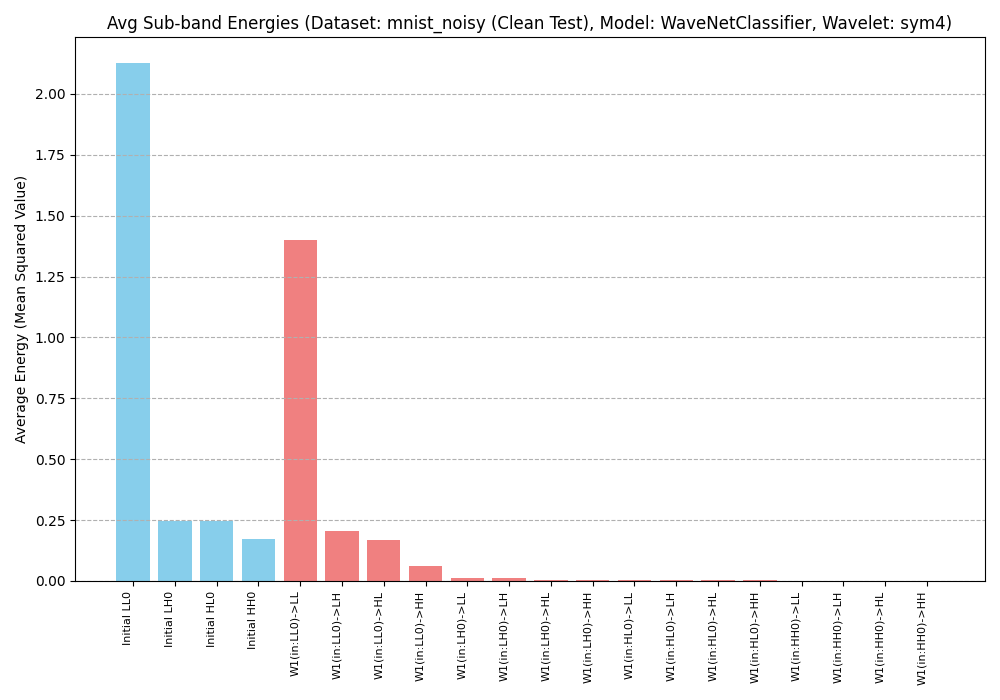 Avg Sub-band Energies (Dataset: mnist_noisy (Clean Test), Model: WaveNetClassifier, Wavelet: sym4)
Average Energy (Mean Squared Value)
2.00
1.75
1.50
1.25
1.00
0.75
0.50
0.25
0.00
Initial LL0
Initial LH0
Initial HL0
Initial HH0
W1(in:LL0)->LL
W1(in:LL0)->LH
W1(in:LL0)->HL
W1(in:LL0)->HH
W1(in:LH0)->LL
W1(in:LH0)->LH
W1(in:LH0)->HL
W1(in:LH0)->HH
W1(in:HL0)->LL
W1(in:HL0)->LH
W1(in:HL0)->HL
W1(in:HL0)->HH
W1(in:HH0)->LL
W1(in:HH0)->LH
W1(in:HH0)->HL
W1(in:HH0)->HH